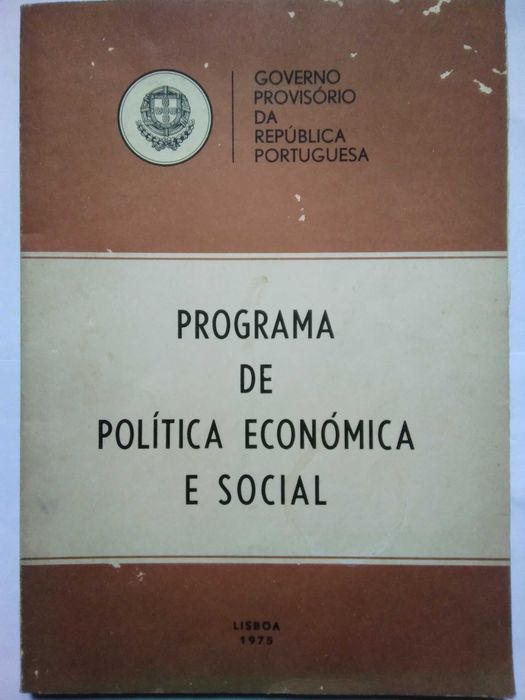 GOVERNO
PROVISÓRIO
DA
REPÚBLICA
PORTUGUESA
PROGRAMA
DE
POLÍTICA ECONÓMICA
E SOCIAL
LISBOA
1975